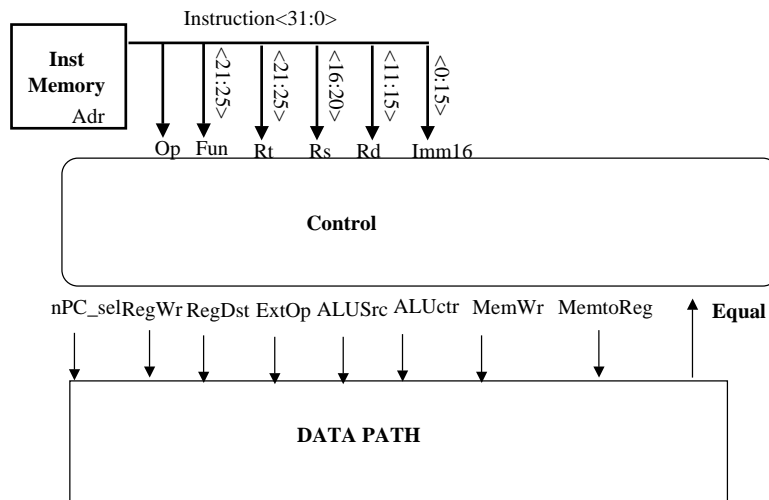 Instruction<31:0>
Inst
Memory
Adr
<21:25>
<21:25>
<16:20>
<11:15>
<0:15>
Op Fun Rt Rs Rd Imm16
Control
nPC_sel RegWr RegDst ExtOp ALUSrc ALUctr MemWr MemtoReg Equal
DATA PATH